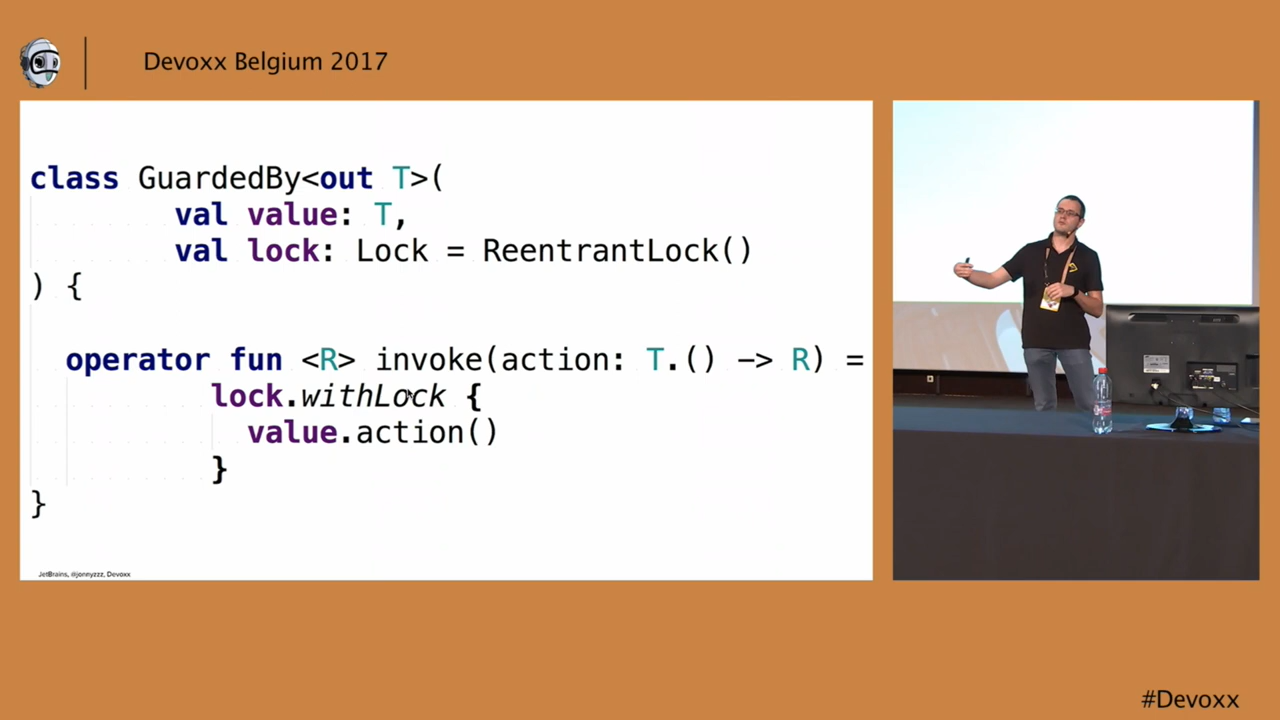 Devoxx Belgium 2017
class GuardedBy<out T>(
val value: T,
val lock: Lock = ReentrantLock()
) {
operator fun <R> invoke(action: T.() –> R) =
lock.withLock {
value.action()
}
}
JetBrains, @jonnyzzz, Devoxx
#Devoxx